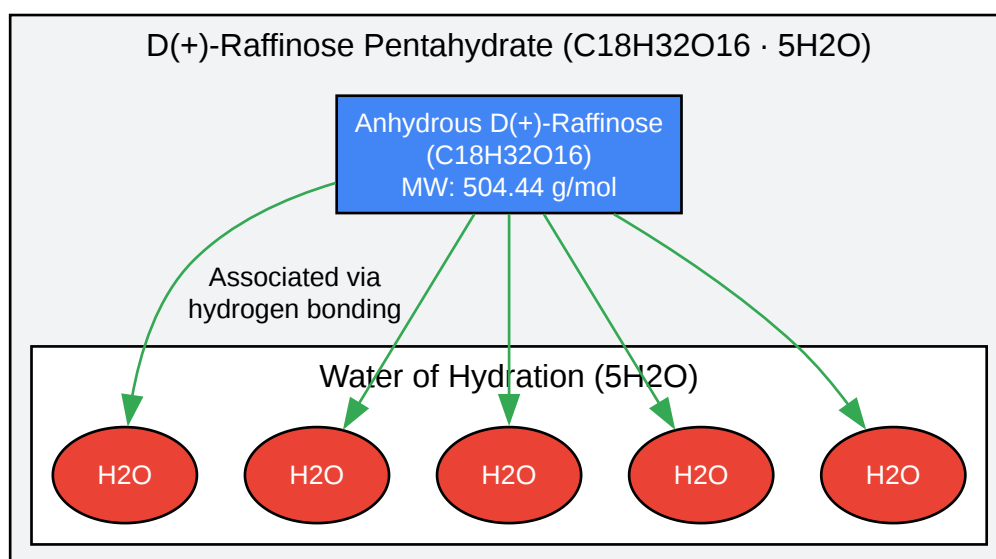 D(+)-Raffinose Pentahydrate (C18H32O16 · 5H2O)
Anhydrous D(+)-Raffinose
(C18H32O16)
MW: 504.44 g/mol
Associated via
hydrogen bonding
Water of Hydration (5H2O)
H2O
H2O
H2O
H2O
H2O